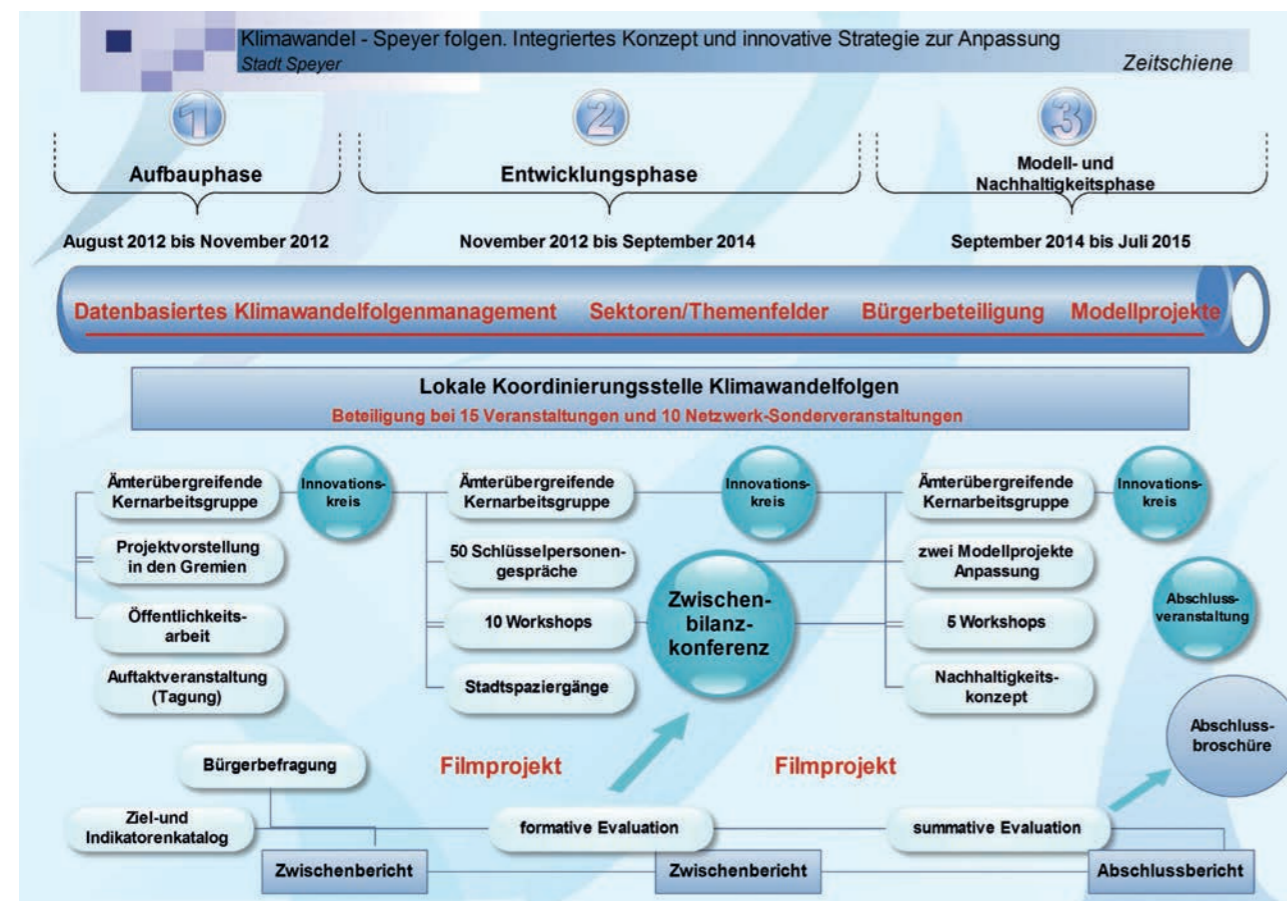 Klimawandel - Speyer folgen. Integriertes Konzept und innovative Strategie zur Anpassung
Stadt Speyer
Zeitschiene
1
2
3
Aufbauphase
Entwicklungsphase
Modell- und
Nachhaltigkeitsphase
August 2012 bis November 2012
November 2012 bis September 2014
September 2014 bis Juli 2015
Datenbasiertes Klimawandelfolgenmanagement
Sektoren/Themenfelder
Bürgerbeteiligung
Modellprojekte
Lokale Koordinierungsstelle Klimawandelfolgen
Beteiligung bei 15 Veranstaltungen und 10 Netzwerk-Sonderveranstaltungen
Ämterübergreifende
Kernarbeitsgruppe
Innovations-
kreis
Projektvorstellung
in den Gremien
Öffentlichkeits-
arbeit
Auftaktveranstaltung
(Tagung)
Ämterübergreifende
Kernarbeitsgruppe
Innovations-
kreis
50 Schlüsselpersonen-
gespräche
10 Workshops
Stadtspaziergänge
Zwischen-
bilanz-
konferenz
Ämterübergreifende
Kernarbeitsgruppe
Innovations-
kreis
zwei Modellprojekte
Anpassung
5 Workshops
Nachhaltigkeits-
konzept
Abschluss-
veranstaltung
Abschluss-
broschüre
Bürgerbefragung
Filmprojekt
Filmprojekt
Ziel-und
Indikatorenkatalog
formative Evaluation
summative Evaluation
Zwischenbericht
Zwischenbericht
Abschlussbericht